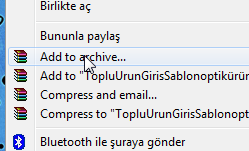 Birlikte aç
Bununla paylaş
Add to archive...
Add to "TopluUrunGirisSablonoptikürür
Compress and email...
Compress to "TopluUrunGirisSablonoptik
Bluetooth ile şuraya gönder